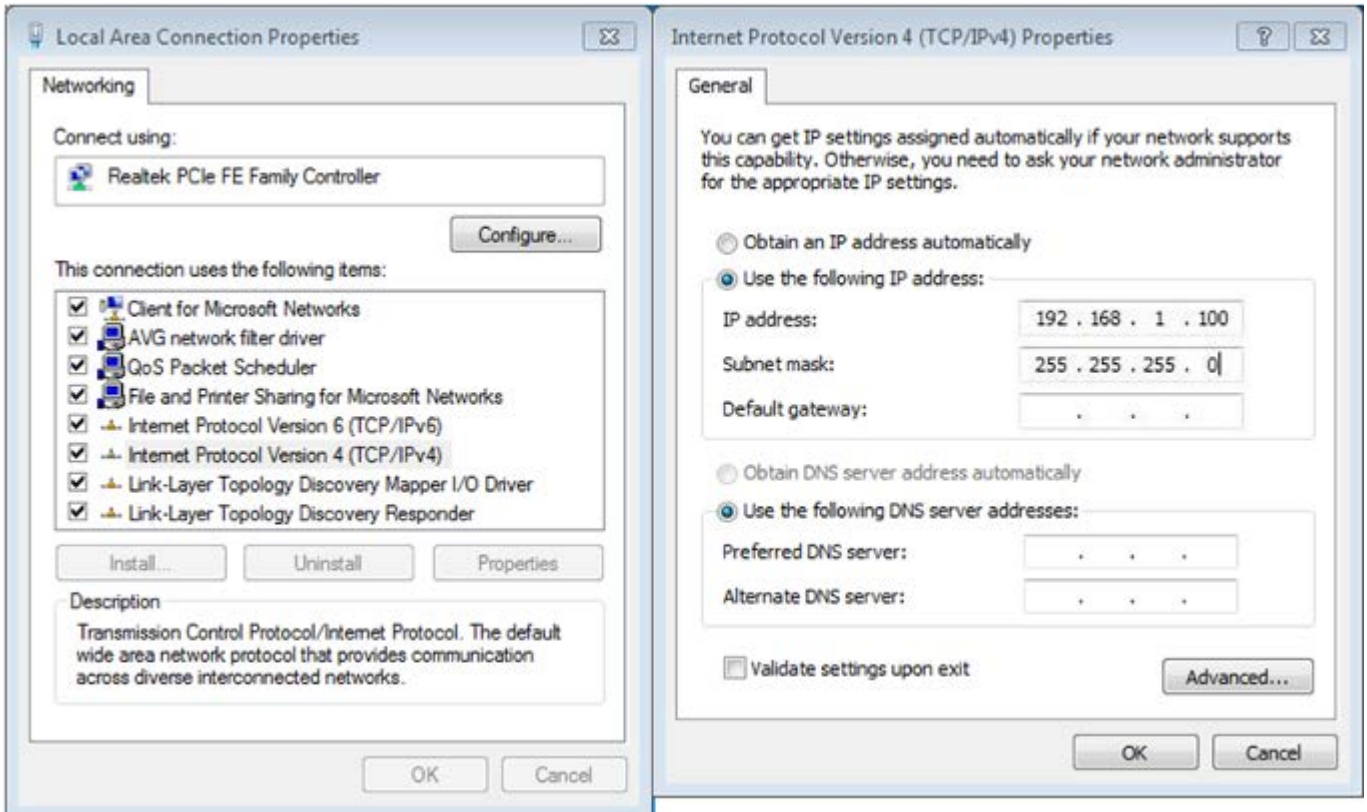 Local Area Connection Properties
Networking
Connect using:
Realtek PCIe FE Family Controller
Configure...
This connection uses the following items:
Client for Microsoft Networks
AVG network filter driver
QoS Packet Scheduler
File and Printer Sharing for Microsoft Networks
Internet Protocol Version 6 (TCP/IPv6)
Internet Protocol Version 4 (TCP/IPv4)
Link-Layer Topology Discovery Mapper I/O Driver
Link-Layer Topology Discovery Responder
Install... Uninstall Properties
Description
Transmission Control Protocol/Internet Protocol. The default
wide area network protocol that provides communication
across diverse interconnected networks.
OK Cancel
Internet Protocol Version 4 (TCP/IPv4) Properties
General
You can get IP settings assigned automatically if your network supports
this capability. Otherwise, you need to ask your network administrator
for the appropriate IP settings.
Obtain an IP address automatically
Use the following IP address:
IP address: 192 . 168 . 1 . 100
Subnet mask: 255 . 255 . 255 . 0
Default gateway: . . .
Obtain DNS server address automatically
Use the following DNS server addresses:
Preferred DNS server: . . .
Alternate DNS server: . . .
Validate settings upon exit
Advanced...
OK Cancel